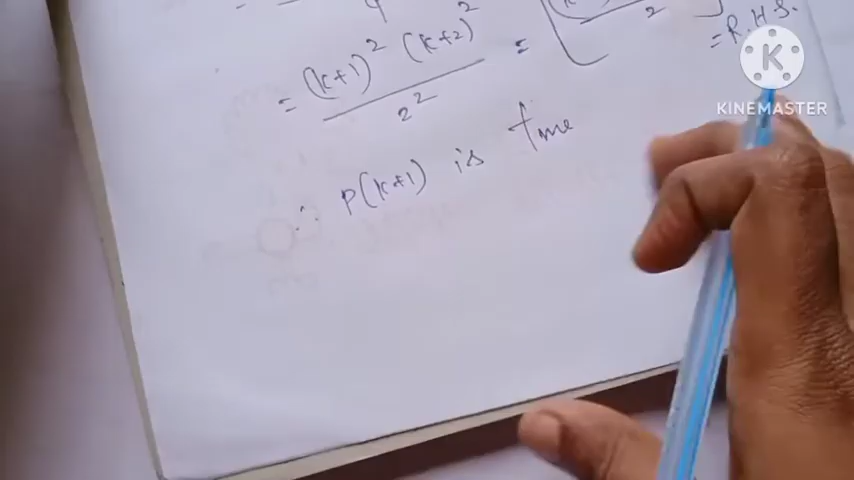 = (k+1)² (k+2)² / 2² =
= R.H.S.
∴ P(k+1) is true
KINEMASTER